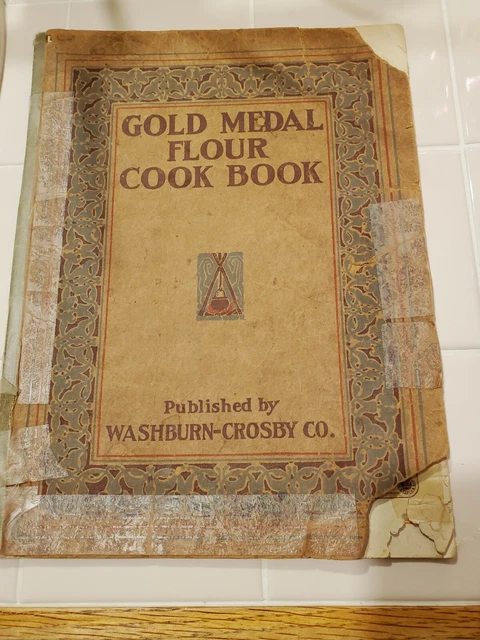 GOLD MEDAL
FLOUR
COOK BOOK
Published by
WASHBURN-CROSBY CO.